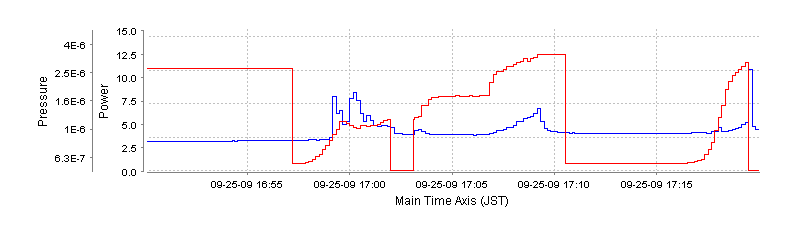 Pressure
4E-6
2.5E-6
1.6E-6
1E-6
6.3E-7
Power
15.0
12.5
10.0
7.5
5.0
2.5
0.0
09-25-09 16:55
09-25-09 17:00
09-25-09 17:05
09-25-09 17:10
09-25-09 17:15
Main Time Axis (JST)